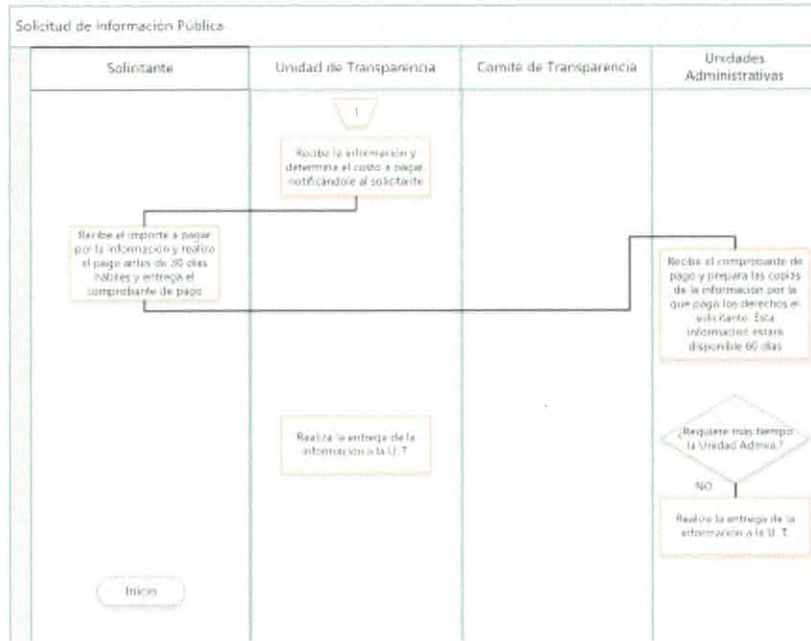 Solicitud de Información Pública
Solicitante
Unidad de Transparencia
Comité de Transparencia
Unidades
Administrativas
1
Recibe la información y
determina el costo a pagar,
notificándole al solicitante
Recibe el importe a pagar
por la información y realiza
el pago antes de 30 días
hábiles y entrega el
comprobante de pago
Recibe el comprobante de
pago y prepara las copias
de la información por la
que pago los derechos el
solicitante. Esta
información estará
disponible 60 días
Realiza la entrega de la
información a la U. T.
¿Requiere más tiempo
la Unidad Admva.?
NO
Realiza la entrega de la
información a la U. T.
Inicio